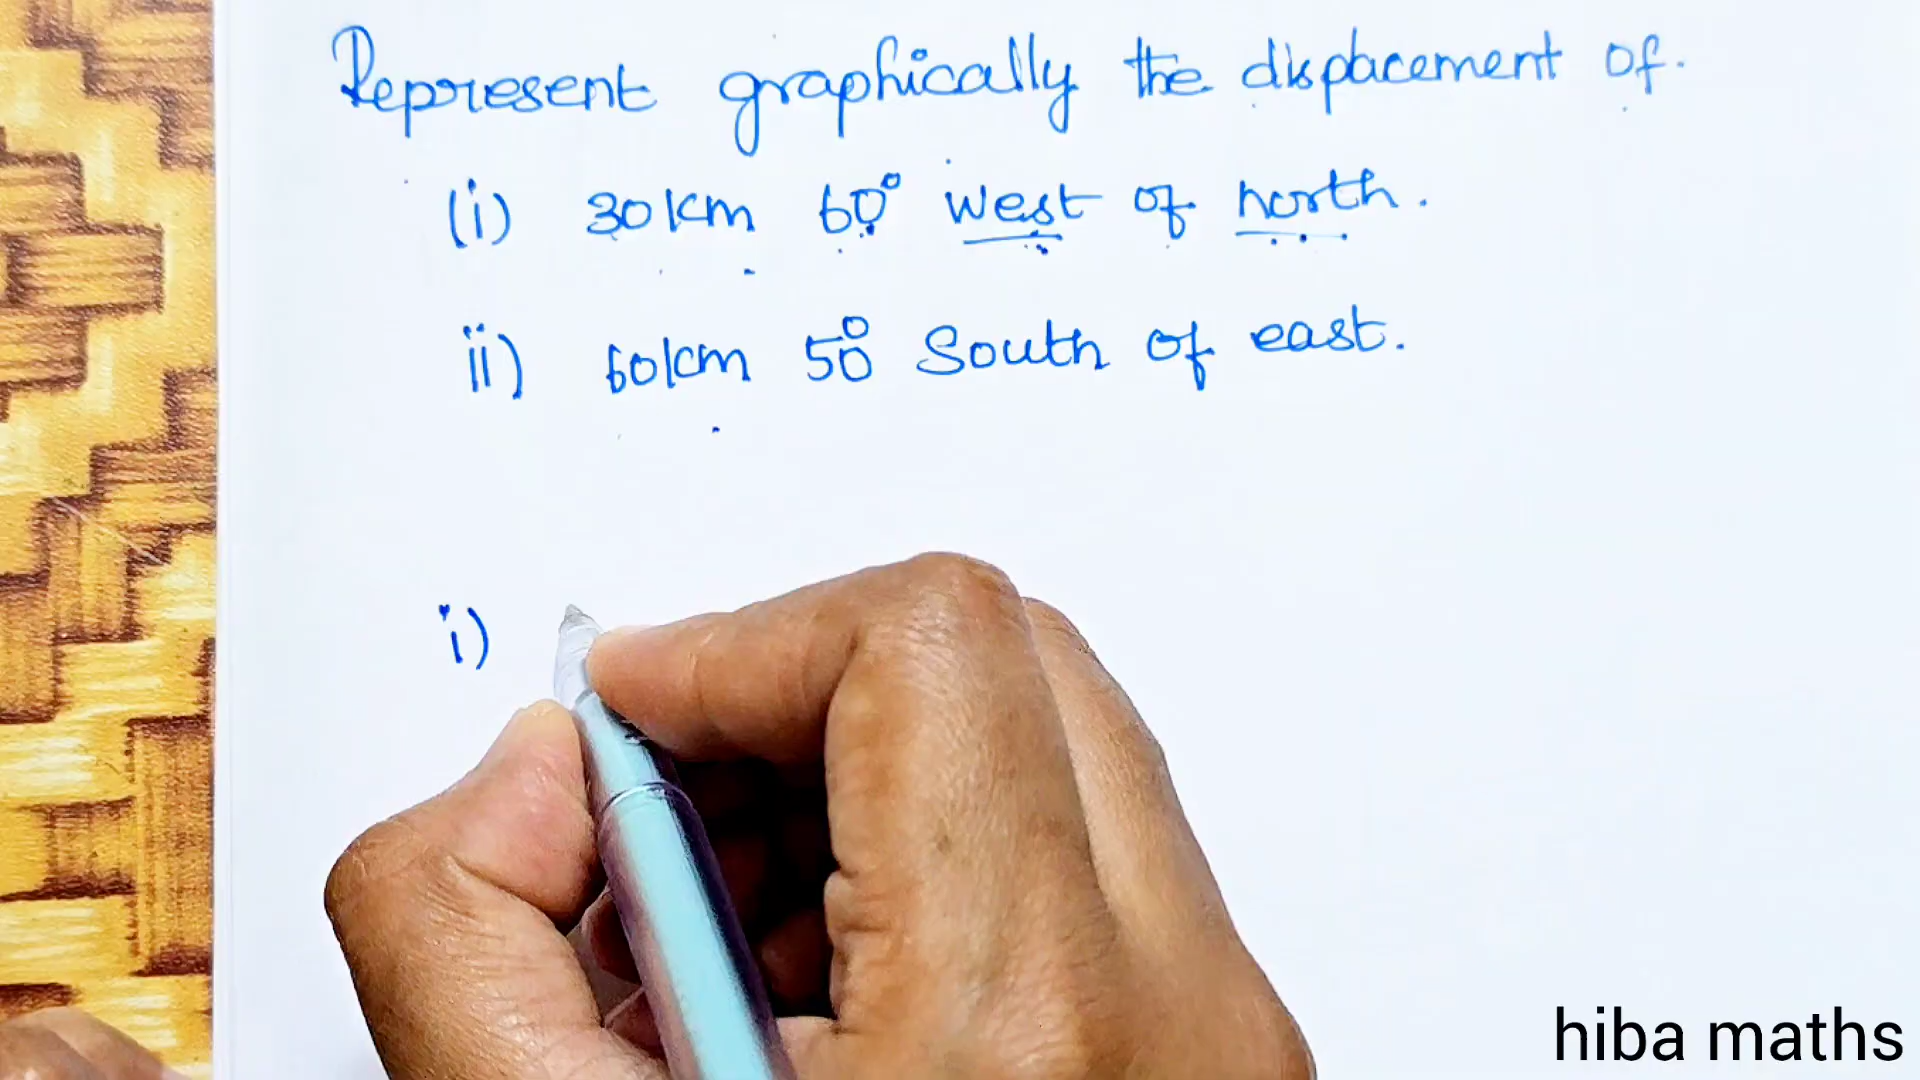 Represent graphically the displacement of.
(i) 30km 60° west of north.
ii) 60km 50° South of east.
i)
hiba maths